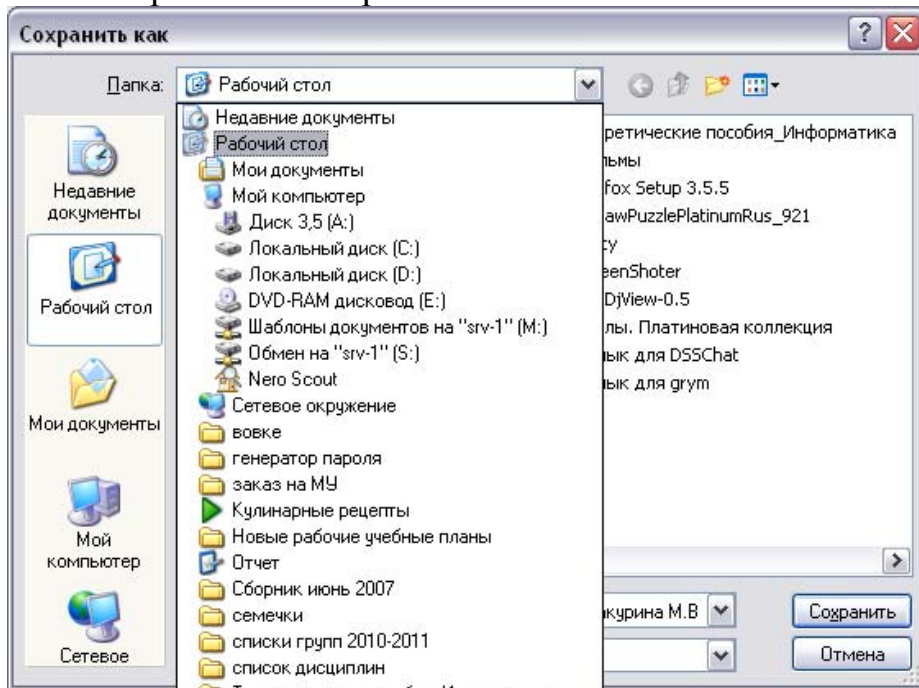 Сохранить как
Папка:
Рабочий стол
Недавние документы
Рабочий стол
Мои документы
Мой компьютер
Диск 3,5 (A:)
Локальный диск (C:)
Локальный диск (D:)
DVD-RAM дисковод (E:)
Шаблоны документов на "srv-1" (M:)
Обмен на "srv-1" (S:)
Nero Scout
Сетевое окружение
вовке
генератор пароля
заказ на МУ
Кулинарные рецепты
Новые рабочие учебные планы
Отчет
Сборник июнь 2007
семечки
списки групп 2010-2011
список дисциплин
Недавние
документы
Рабочий стол
Мои документы
Мой
компьютер
Сетевое
ретические пособия_Информатика
льмы
fox Setup 3.5.5
awPuzzlePlatinumRus_921
cy
eenShoter
DjView-0.5
лы. Платиновая коллекция
ык для DSSChat
ык для grym
курина М.В
Сохранить
Отмена